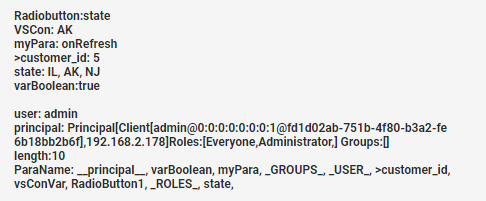 Radiobutton:state
VSCon: AK
myPara: onRefresh
>customer_id: 5
state: IL, AK, NJ
varBoolean:true

user: admin
principal: Principal[Client[admin@0:0:0:0:0:0:0:1@fd1d02ab-751b-4f80-b3a2-fe
6b18bb2b6f],192.168.2.178]Roles:[Everyone,Administrator,] Groups:[]
length:10
ParaName: __principal__, varBoolean, myPara, _GROUPS_, _USER_, >customer_id,
vsConVar, RadioButton1, _ROLES_, state,